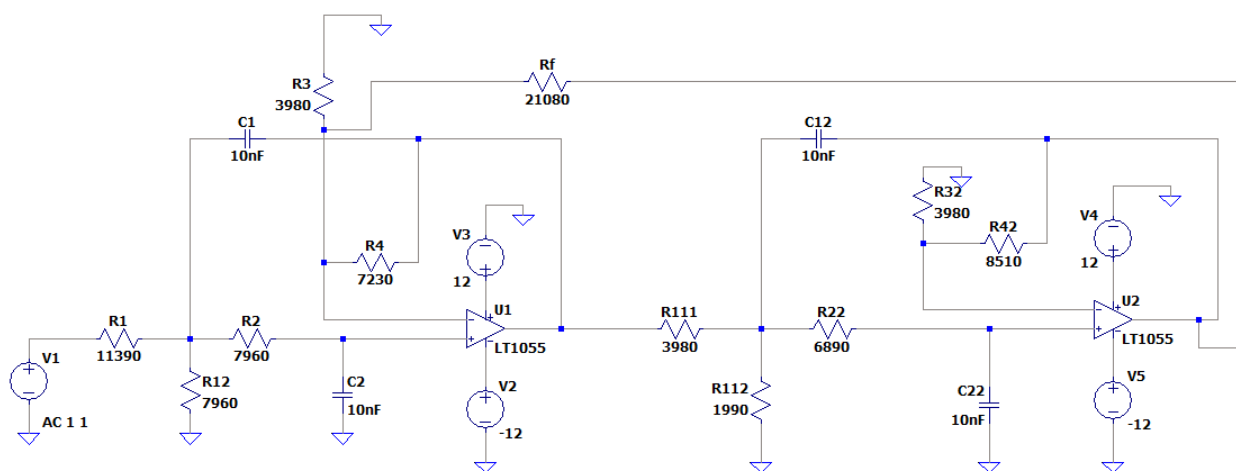 Rf
21080
R3
3980
C1
10nF
C12
10nF
R32
3980
V3
12
R4
7230
R42
8510
V4
12
U1
LT1055
U2
LT1055
R1
11390
R2
7960
R111
3980
R22
6890
V1
AC 1 1
R12
7960
C2
10nF
V2
-12
R112
1990
C22
10nF
V5
-12